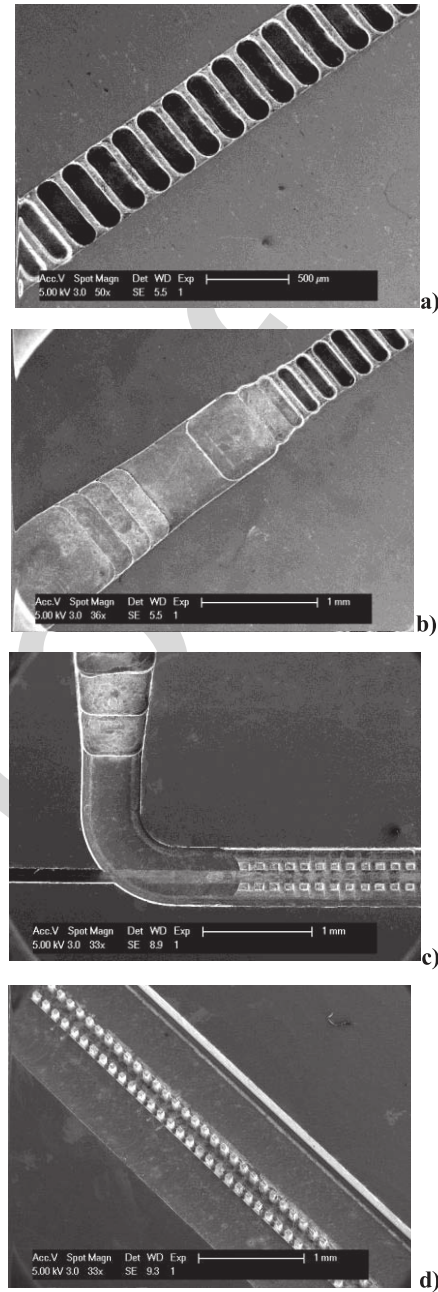 Acc.V Spot Magn Det WD Exp 500 µm
5.00 kV 3.0 50x SE 5.5 1
a)
Acc.V Spot Magn Det WD Exp 1 mm
5.00 kV 3.0 36x SE 5.5 1
b)
Acc.V Spot Magn Det WD Exp 1 mm
5.00 kV 3.0 33x SE 8.9 1
c)
Acc.V Spot Magn Det WD Exp 1 mm
5.00 kV 3.0 33x SE 9.3 1
d)